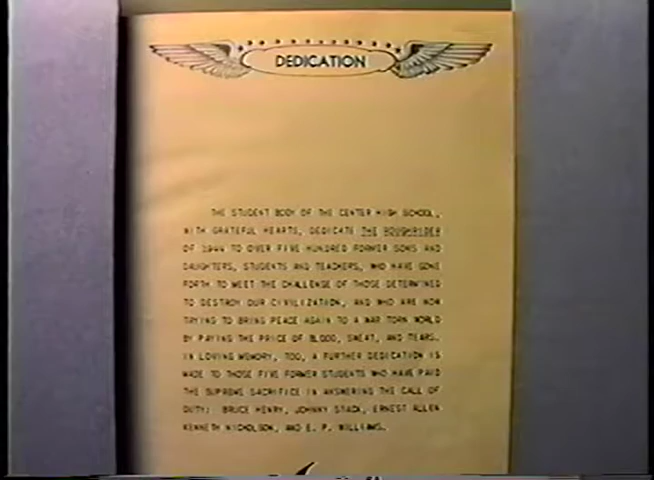 DEDICATION
THE STUDENT BODY OF THE CENTER HIGH SCHOOL,
WITH GRATEFUL HEARTS, DEDICATE THE ROUGHRIDER
OF 1944 TO OVER FIVE HUNDRED FORMER SONS AND
DAUGHTERS, STUDENTS AND TEACHERS, WHO HAVE GONE
FORTH TO MEET THE CHALLENGE OF THOSE DETERMINED
TO DESTROY OUR CIVILIZATION, AND WHO ARE NOW
TRYING TO BRING PEACE AGAIN TO A WAR TORN WORLD
BY PAYING THE PRICE OF BLOOD, SWEAT, AND TEARS.
IN LOVING MEMORY, TOO, A FURTHER DEDICATION IS
MADE TO THOSE FIVE FORMER STUDENTS WHO HAVE PAID
THE SUPREME SACRIFICE IN ANSWERING THE CALL OF
DUTY: BRUCE HENRY, JOHNNY STACK, ERNEST ALLEN
KENNETH NICHOLSON, AND E. P. WILLIAMS.